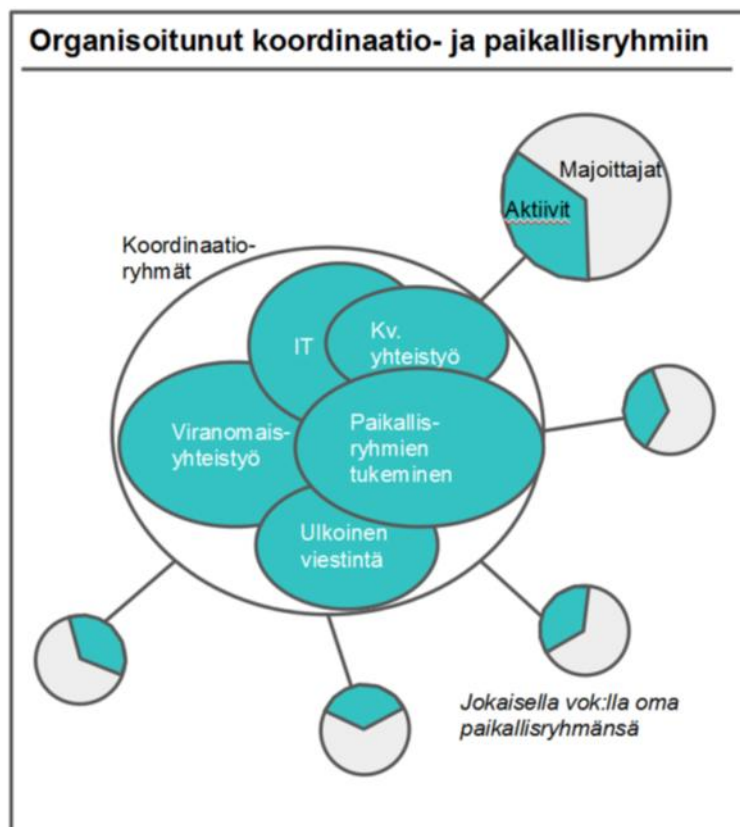 Organisoitunut koordinaatio- ja paikallisryhmiin
Majoittajat
Aktiivit
Koordinaatio-
ryhmät
IT
Kv.
yhteistyö
Viranomais-
yhteistyö
Paikallis-
ryhmien
tukeminen
Ulkoinen
viestintä
Jokaisella vok:lla oma
paikallisryhmänsä